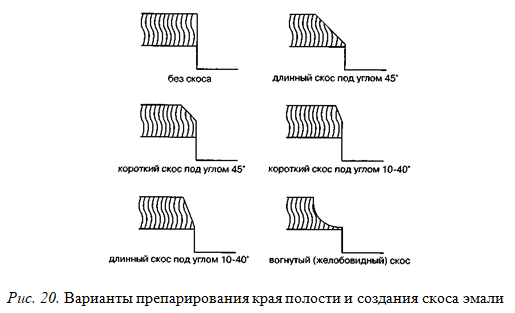 без скоса
длинный скос под углом 45°
короткий скос под углом 45°
короткий скос под углом 10-40°
длинный скос под углом 10-40°
вогнутый (желобовидный) скос
Рис. 20. Варианты препарирования края полости и создания скоса эмали